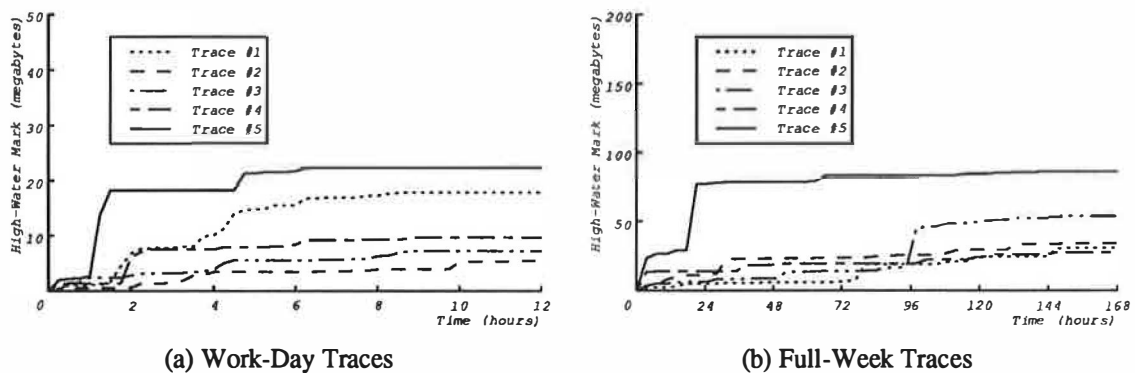 High-Water Mark (megabytes)
50
40
30
20
10
0
2
4
6
8
10
12
Time (hours)
Trace #1
Trace #2
Trace #3
Trace #4
Trace #5
(a) Work-Day Traces
High-Water Mark (megabytes)
200
150
100
50
0
24
48
72
96
120
144
168
Time (hours)
Trace #1
Trace #2
Trace #3
Trace #4
Trace #5
(b) Full-Week Traces